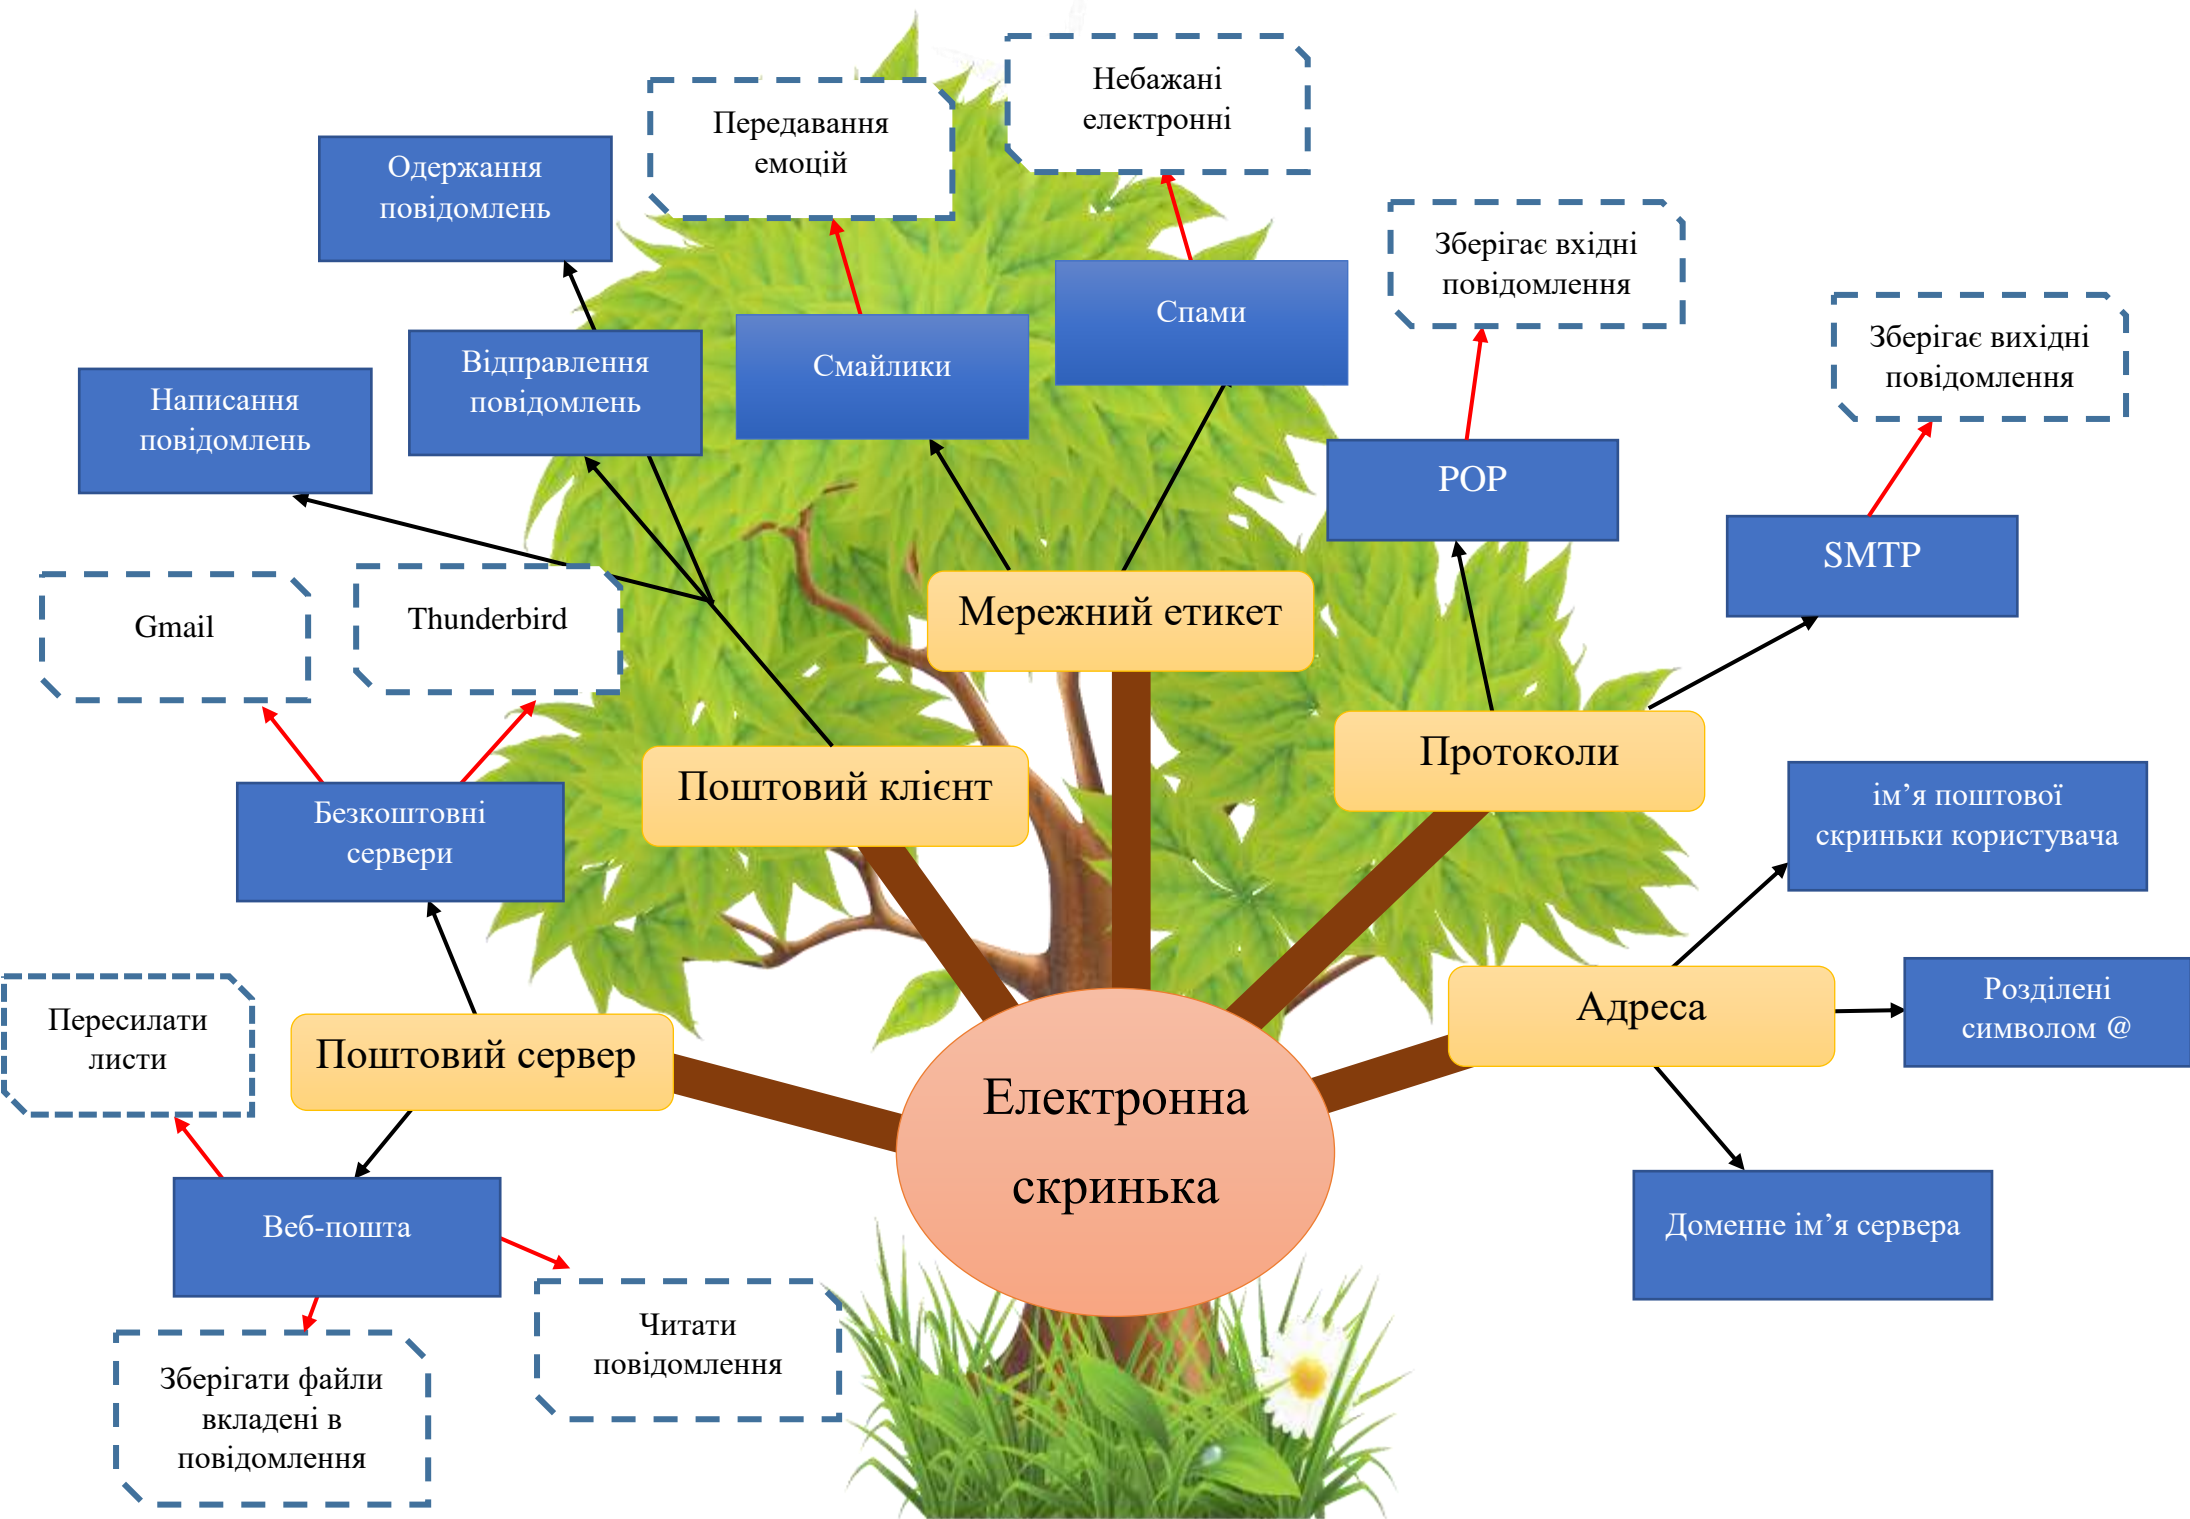 Небажані
електронні
Передавання
емоцій
Одержання
повідомлень
Зберігає вхідні
повідомлення
Зберігає вихідні
повідомлення
Спами
Смайлики
Відправлення
повідомлень
Написання
повідомлень
POP
SMTP
Gmail
Thunderbird
Мережний етикет
Протоколи
Поштовий клієнт
Безкоштовні
сервери
ім’я поштової
скриньки користувача
Розділені
символом @
Адреса
Пересилати
листи
Поштовий сервер
Електронна
скринька
Веб-пошта
Доменне ім’я сервера
Читати
повідомлення
Зберігати файли
вкладені в
повідомлення